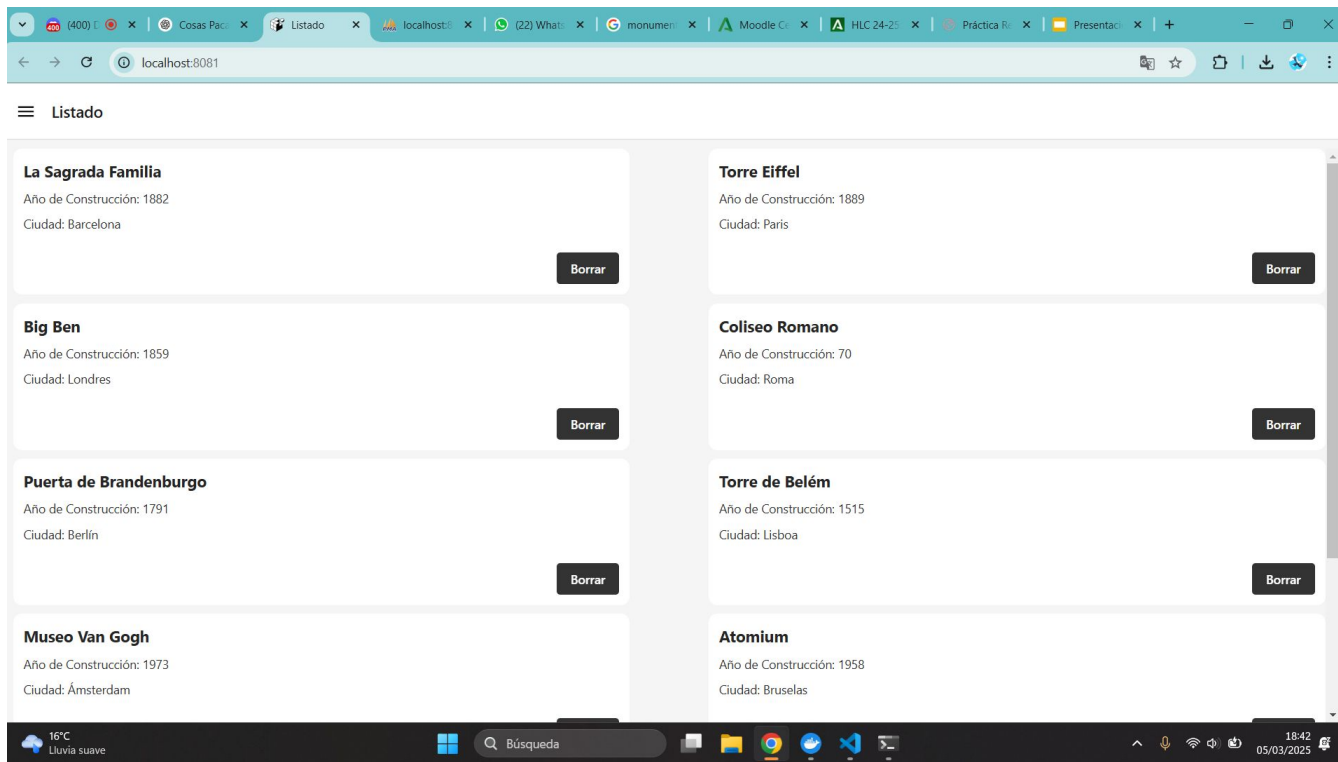 (400)
Cosas Paca
Listado
localhost:8
(22) Whats
monument
Moodle Ce
HLC 24-25
Práctica Re
Presentaci
localhost:8081
Listado
La Sagrada Familia
Año de Construcción: 1882
Ciudad: Barcelona
Borrar
Torre Eiffel
Año de Construcción: 1889
Ciudad: Paris
Borrar
Big Ben
Año de Construcción: 1859
Ciudad: Londres
Borrar
Coliseo Romano
Año de Construcción: 70
Ciudad: Roma
Borrar
Puerta de Brandenburgo
Año de Construcción: 1791
Ciudad: Berlín
Borrar
Torre de Belém
Año de Construcción: 1515
Ciudad: Lisboa
Borrar
Museo Van Gogh
Año de Construcción: 1973
Ciudad: Ámsterdam
Atomium
Año de Construcción: 1958
Ciudad: Bruselas
16°C
Lluvia suave
Búsqueda
18:42
05/03/2025